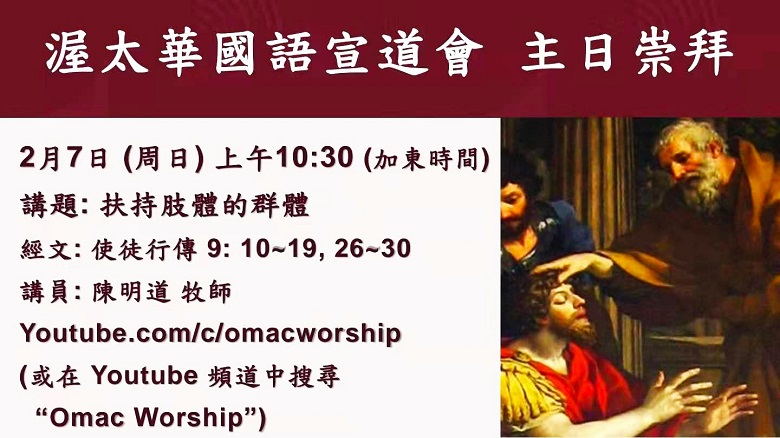 渥太華國語宣道會 主日崇拜
2月7日 (周日) 上午10:30 (加東時間)
講題: 扶持肢體的群體
經文: 使徒行傳 9: 10~19, 26~30
講員: 陳明道 牧師
Youtube.com/c/omacworship
(或在 Youtube 頻道中搜尋
“Omac Worship”)